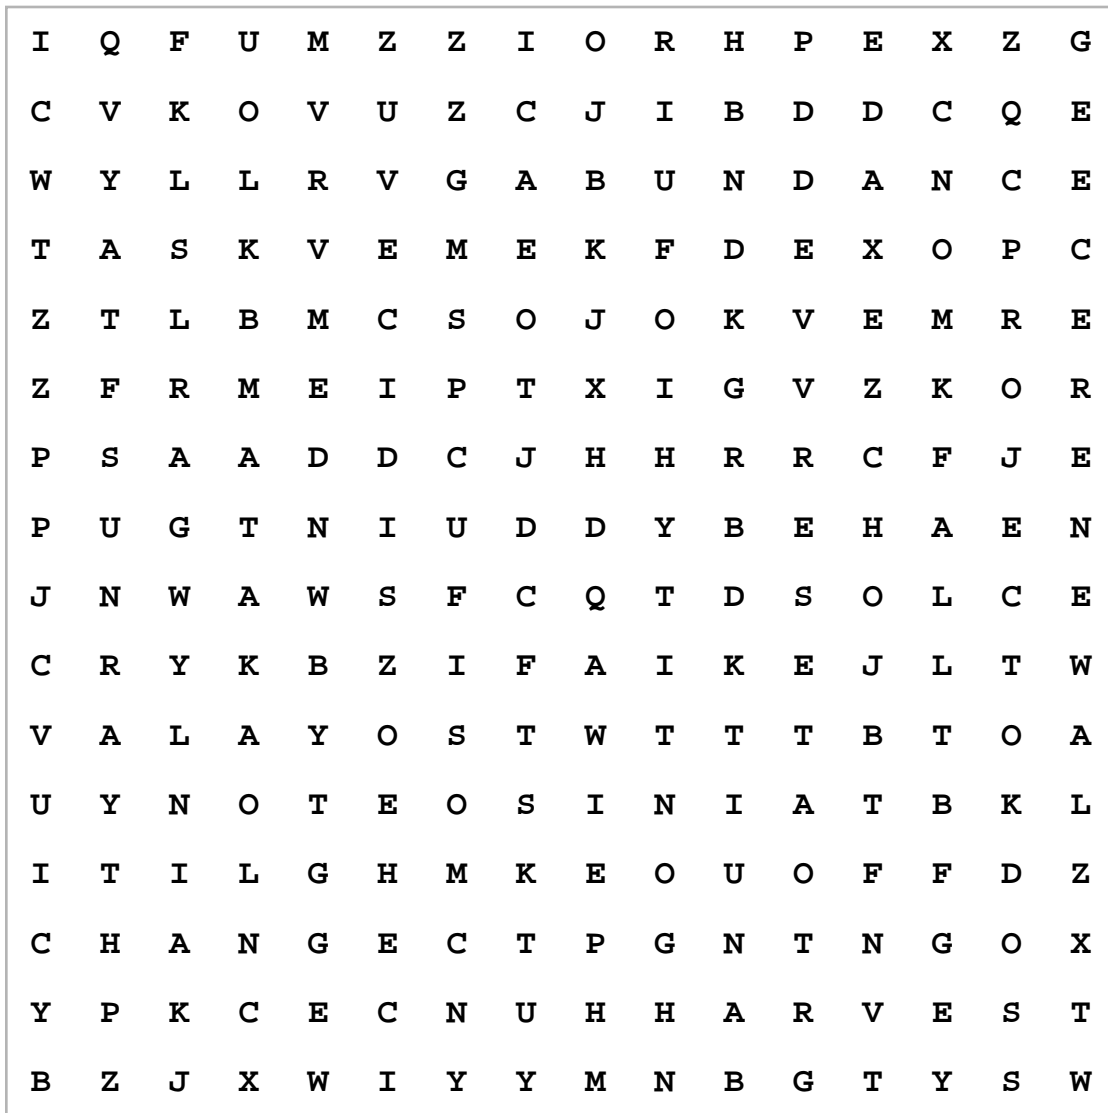 I Q F U M Z Z I O R H P E X Z G
C V K O V U Z C J I B D D C Q E
W Y L L R V G A B U N D A N C E
T A S K V E M E K F D E X O P C
Z T L B M C S O J O K V E M R E
Z F R M E I P T X I G V Z K O R
P S A A D D C J H H R R C F J E
P U G T N I U D D Y B E H A E N
J N W A W S F C Q T D S O L C E
C R Y K B Z I F A I K E J L T W
V A L A Y O S T W T T T B T O A
U Y N O T E O S I N I A T B K L
I T I L G H M K E O U O F F D Z
C H A N G E C T P G N T N G O X
Y P K C E C N U H H A R V E S T
B Z J X W I Y Y M N B G T Y S W